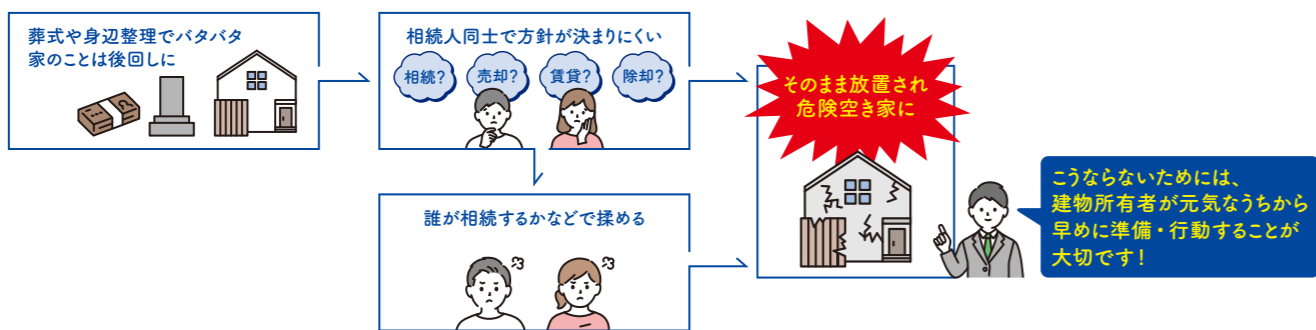 葬式や身辺整理でバタバタ
家のことは後回しに
相続人同士で方針が決まりにくい
相続?
売却?
賃貸?
除却?
誰が相続するかなどで揉める
そのまま放置され
危険空き家に
こうならないためには、
建物所有者が元気なうちから
早めに準備・行動することが
大切です!